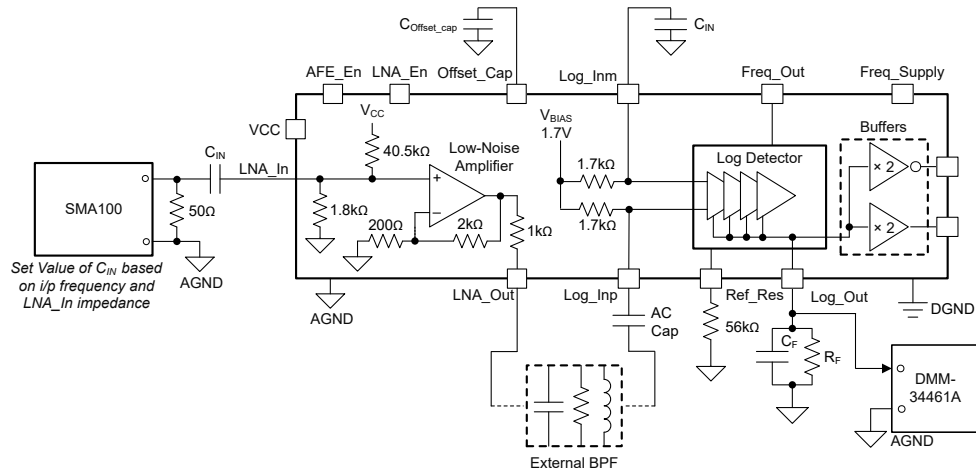 COffset_cap
CIN
AFE_En
LNA_En
Offset_Cap
Log_Inm
Freq_Out
Freq_Supply
VCC
VCC
VBIAS
1.7V
Buffers
CIN
LNA_In
40.5kΩ
Low-Noise
Amplifier
1.7kΩ
Log Detector
× 2
SMA100
50Ω
1.8kΩ
+
−
200Ω
2kΩ
1kΩ
1.7kΩ
× 2
Set Value of CIN based
on i/p frequency and
LNA_In impedance
AGND
AGND
LNA_Out
Log_Inp
Ref_Res
Log_Out
DGND
AC
Cap
56kΩ
CF
RF
DMM-
34461A
AGND
External BPF